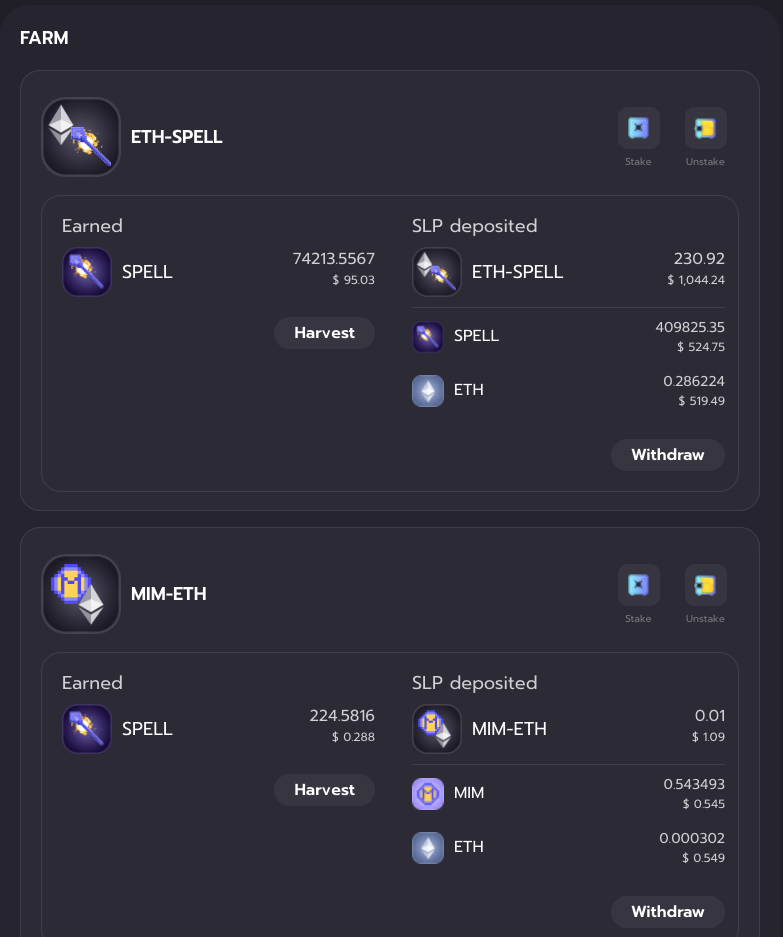 FARM
ETH-SPELL
Stake
Unstake
Earned
SPELL
74213.5567
$ 95.03
Harvest
SLP deposited
ETH-SPELL
230.92
$ 1,044.24
SPELL
409825.35
$ 524.75
ETH
0.286224
$ 519.49
Withdraw
MIM-ETH
Stake
Unstake
Earned
SPELL
224.5816
$ 0.288
Harvest
SLP deposited
MIM-ETH
0.01
$ 1.09
MIM
0.543493
$ 0.545
ETH
0.000302
$ 0.549
Withdraw